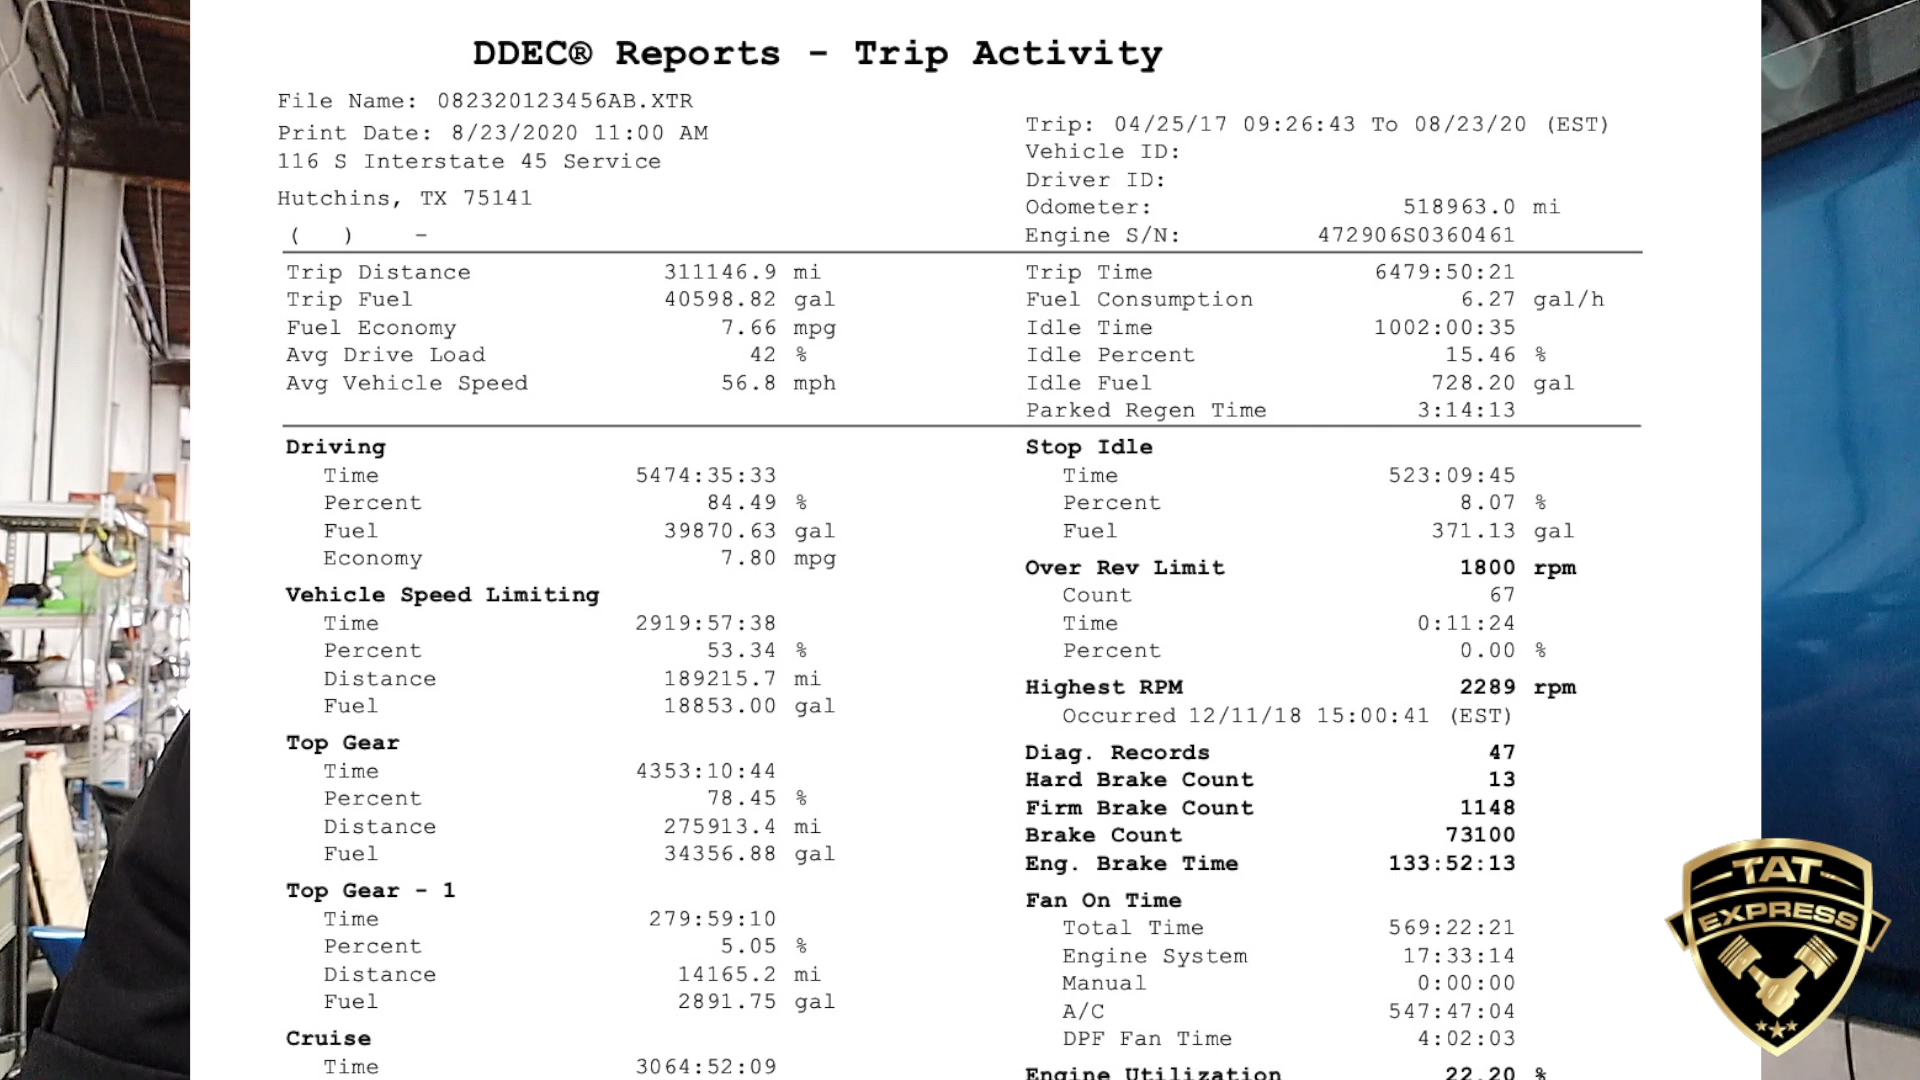 DDEC® Reports - Trip Activity
File Name: 082320123456AB.XTR
Print Date: 8/23/2020 11:00 AM
116 S Interstate 45 Service
Hutchins, TX 75141
( ) -
Trip: 04/25/17 09:26:43 To 08/23/20 (EST)
Vehicle ID:
Driver ID:
Odometer: 518963.0 mi
Engine S/N: 472906S0360461
Trip Distance 311146.9 mi
Trip Fuel 40598.82 gal
Fuel Economy 7.66 mpg
Avg Drive Load 42 %
Avg Vehicle Speed 56.8 mph
Trip Time 6479:50:21
Fuel Consumption 6.27 gal/h
Idle Time 1002:00:35
Idle Percent 15.46 %
Idle Fuel 728.20 gal
Parked Regen Time 3:14:13
Driving
Time 5474:35:33
Percent 84.49 %
Fuel 39870.63 gal
Economy 7.80 mpg
Vehicle Speed Limiting
Time 2919:57:38
Percent 53.34 %
Distance 189215.7 mi
Fuel 18853.00 gal
Top Gear
Time 4353:10:44
Percent 78.45 %
Distance 275913.4 mi
Fuel 34356.88 gal
Top Gear - 1
Time 279:59:10
Percent 5.05 %
Distance 14165.2 mi
Fuel 2891.75 gal
Cruise
Time 3064:52:09
Stop Idle
Time 523:09:45
Percent 8.07 %
Fuel 371.13 gal
Over Rev Limit 1800 rpm
Count 67
Time 0:11:24
Percent 0.00 %
Highest RPM 2289 rpm
Occurred 12/11/18 15:00:41 (EST)
Diag. Records 47
Hard Brake Count 13
Firm Brake Count 1148
Brake Count 73100
Eng. Brake Time 133:52:13
Fan On Time
Total Time 569:22:21
Engine System 17:33:14
Manual 0:00:00
A/C 547:47:04
DPF Fan Time 4:02:03
Engine Utilization 22.20 %
TAT
EXPRESS